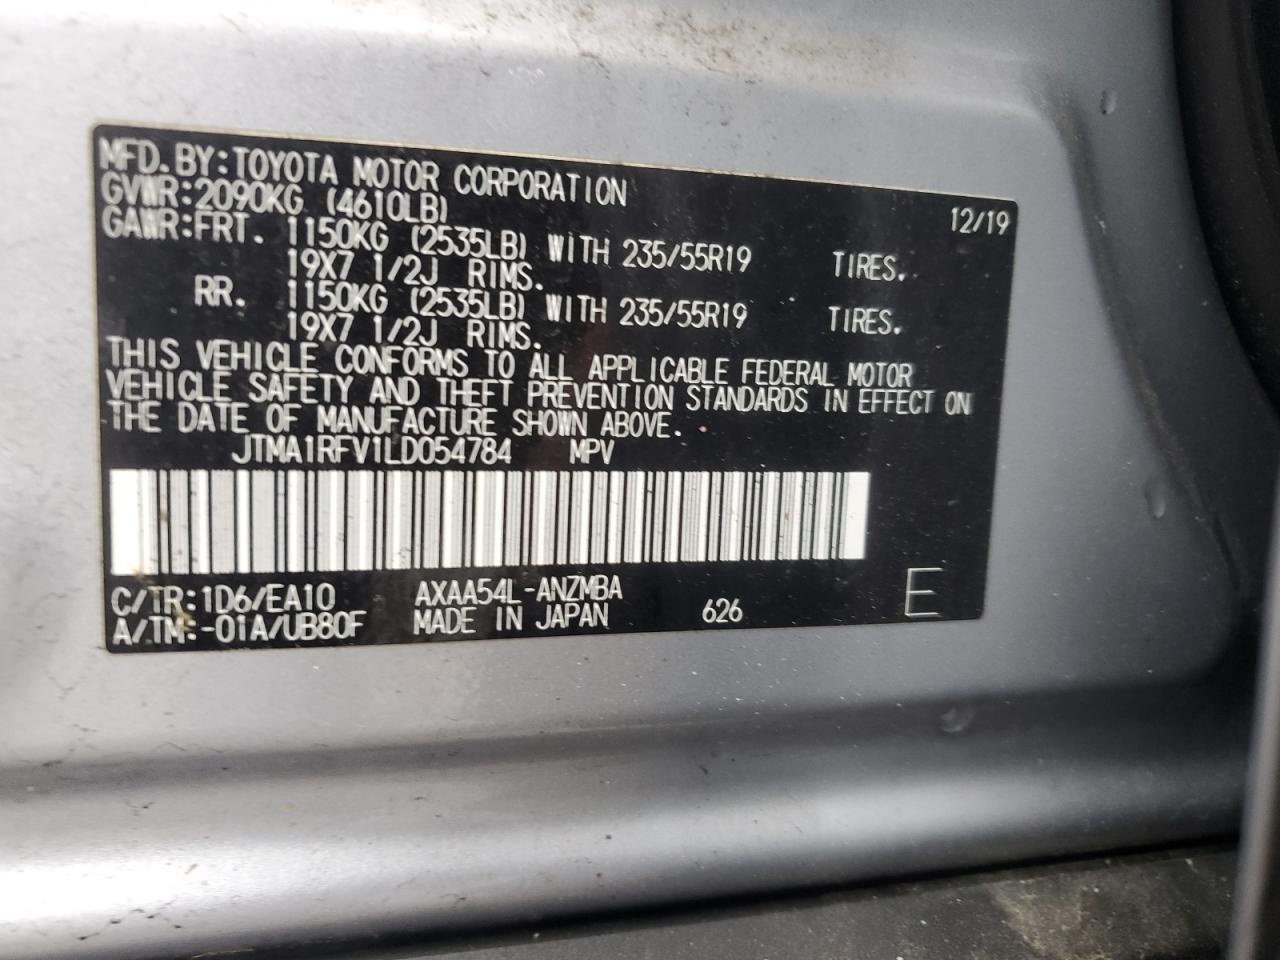 MFD. BY: TOYOTA MOTOR CORPORATION 12/19
GVWR: 2090KG (4610LB)
GAWR: FRT. 1150KG (2535LB) WITH 235/55R19 TIRES.
19X7 1/2J RIMS.
RR. 1150KG (2535LB) WITH 235/55R19 TIRES.
19X7 1/2J RIMS.
THIS VEHICLE CONFORMS TO ALL APPLICABLE FEDERAL MOTOR
VEHICLE SAFETY AND THEFT PREVENTION STANDARDS IN EFFECT ON
THE DATE OF MANUFACTURE SHOWN ABOVE.
JTMA1RFV1LD054784 MPV
C/TR: 1D6/EA10 AXAA54L-ANZMBA
A/TM: -01A/UB80F MADE IN JAPAN 626 E